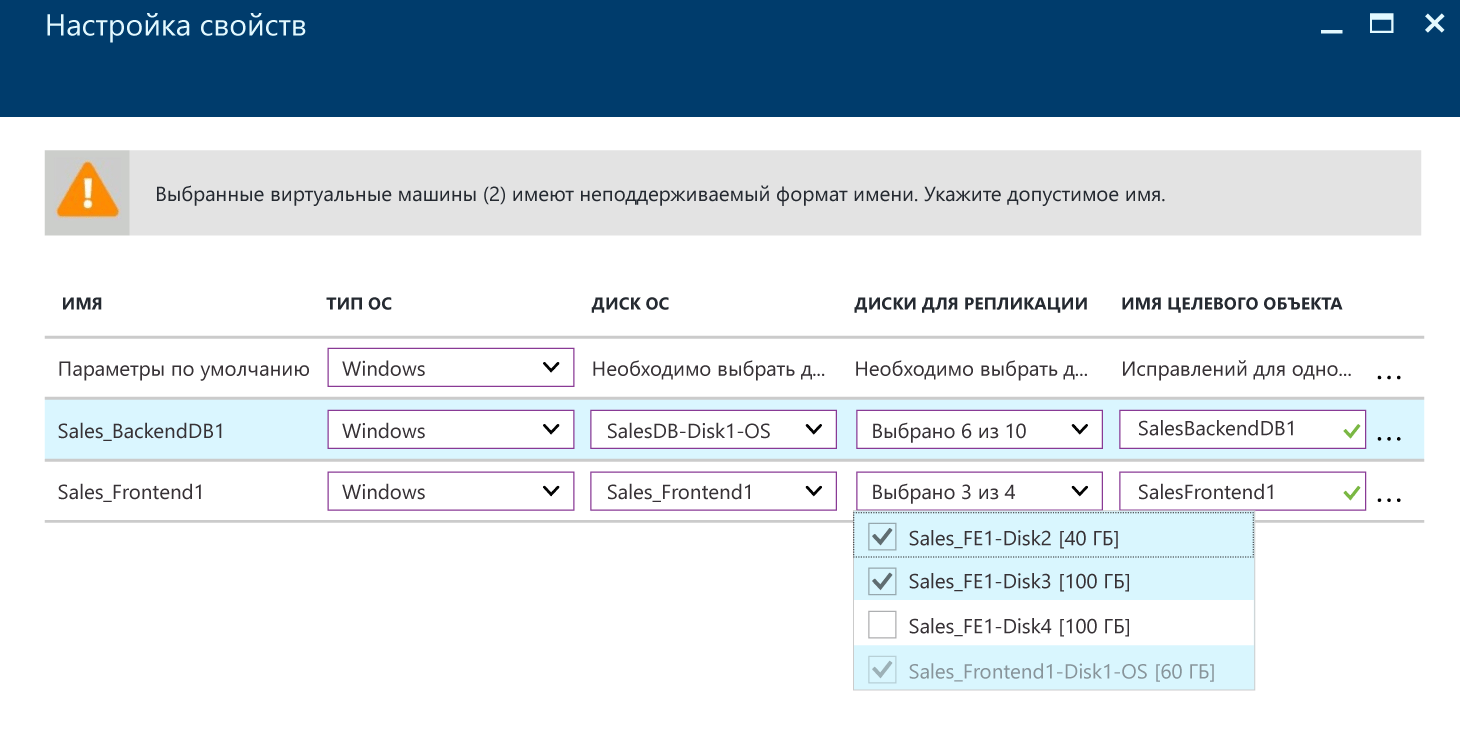 Настройка свойств
Выбранные виртуальные машины (2) имеют неподдерживаемый формат имени. Укажите допустимое имя.
ИМЯ ТИП ОС ДИСК ОС ДИСКИ ДЛЯ РЕПЛИКАЦИИ ИМЯ ЦЕЛЕВОГО ОБЪЕКТА
Параметры по умолчанию Windows Необходимо выбрать д... Необходимо выбрать д... Исправлений для одно... ...
Sales_BackendDB1 Windows SalesDB-Disk1-OS Выбрано 6 из 10 SalesBackendDB1 ...
Sales_Frontend1 Windows Sales_Frontend1 Выбрано 3 из 4 SalesFrontend1 ...
Sales_FE1-Disk2 [40 ГБ]
Sales_FE1-Disk3 [100 ГБ]
Sales_FE1-Disk4 [100 ГБ]
Sales_Frontend1-Disk1-OS [60 ГБ]